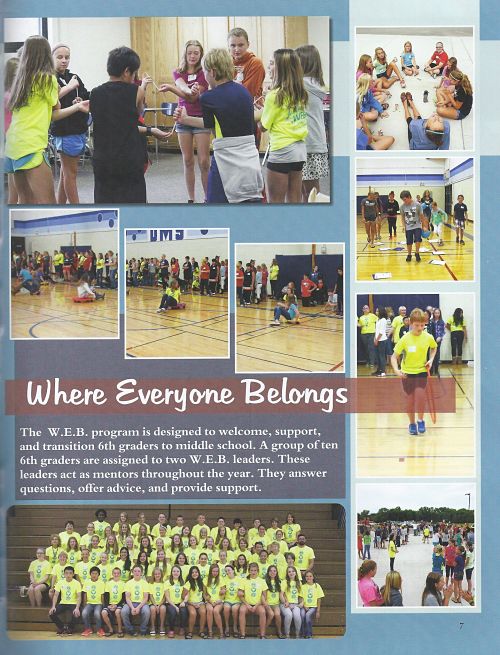 DMS
Where Everyone Belongs
The W.E.B. program is designed to welcome, support,
and transition 6th graders to middle school. A group of ten
6th graders are assigned to two W.E.B. leaders. These
leaders act as mentors throughout the year. They answer
questions, offer advice, and provide support.
7